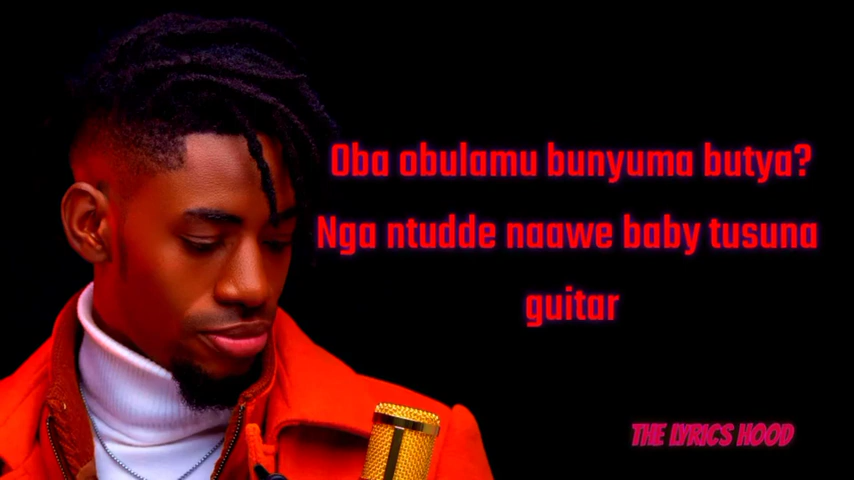 Oba obulamu bunyuma butya?
Nga ntudde naawe baby tusuna
guitar
THE LYRICS HOOD